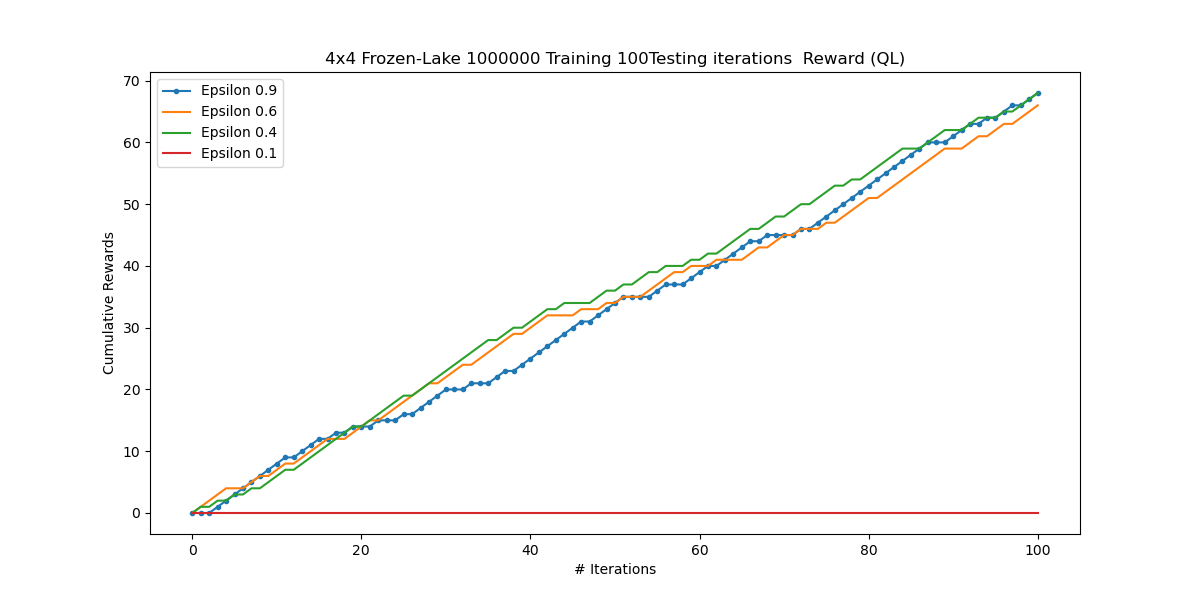 4x4 Frozen-Lake 1000000 Training 100Testing iterations  Reward (QL)
Epsilon 0.9
Epsilon 0.6
Epsilon 0.4
Epsilon 0.1
Cumulative Rewards
70
60
50
40
30
20
10
0
0 20 40 60 80 100
# Iterations